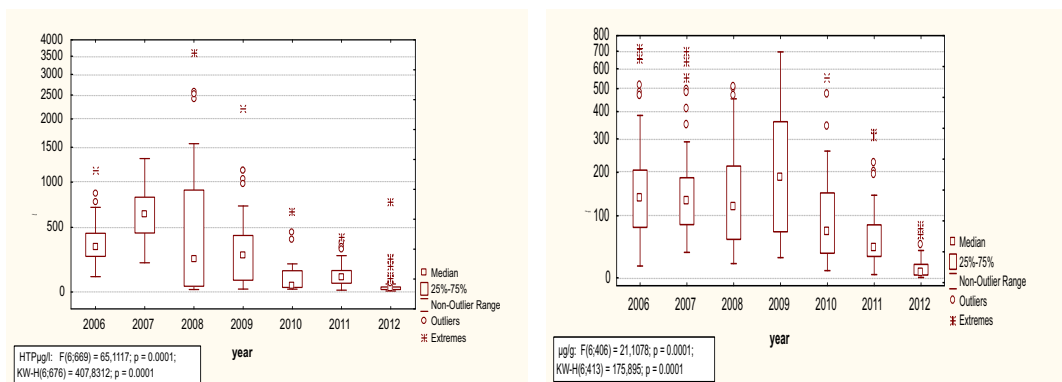 4000
3500
3000
2500
2000
1500
1000
500
0
2006 2007 2008 2009 2010 2011 2012
year
Median
25%-75%
Non-Outlier Range
Outliers
Extremes
HTPµg/l: F(6;669) = 65,1117; p = 0.0001;
KW-H(6;676) = 407,8312; p = 0.0001
800
700
600
500
400
300
200
100
0
2006 2007 2008 2009 2010 2011 2012
year
Median
25%-75%
Non-Outlier Range
Outliers
Extremes
µg/g: F(6;406) = 21,1078; p = 0.0001;
KW-H(6;413) = 175,895; p = 0.0001